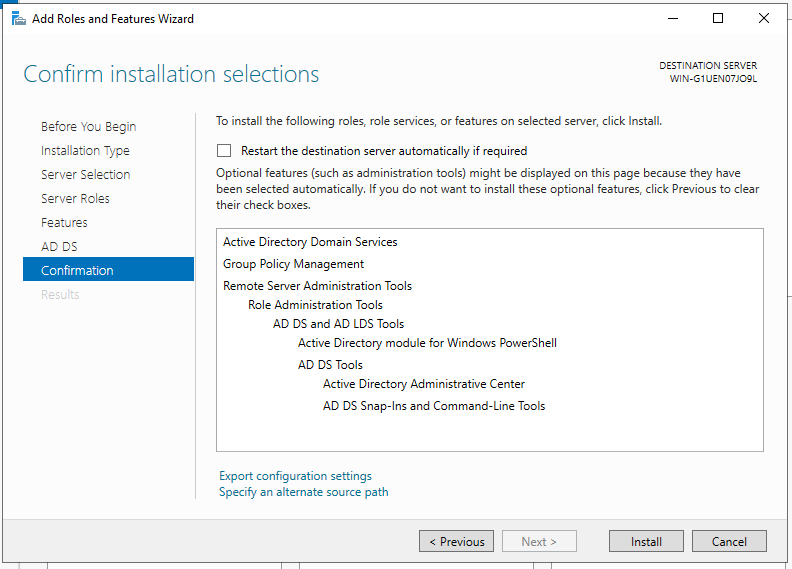 Add Roles and Features Wizard
Confirm installation selections
DESTINATION SERVER
WIN-G1UEN07JO9L
Before You Begin
Installation Type
Server Selection
Server Roles
Features
AD DS
Confirmation
Results
To install the following roles, role services, or features on selected server, click Install.
Restart the destination server automatically if required
Optional features (such as administration tools) might be displayed on this page because they have
been selected automatically. If you do not want to install these optional features, click Previous to clear
their check boxes.
Active Directory Domain Services
Group Policy Management
Remote Server Administration Tools
Role Administration Tools
AD DS and AD LDS Tools
Active Directory module for Windows PowerShell
AD DS Tools
Active Directory Administrative Center
AD DS Snap-Ins and Command-Line Tools
Export configuration settings
Specify an alternate source path
< Previous
Next >
Install
Cancel